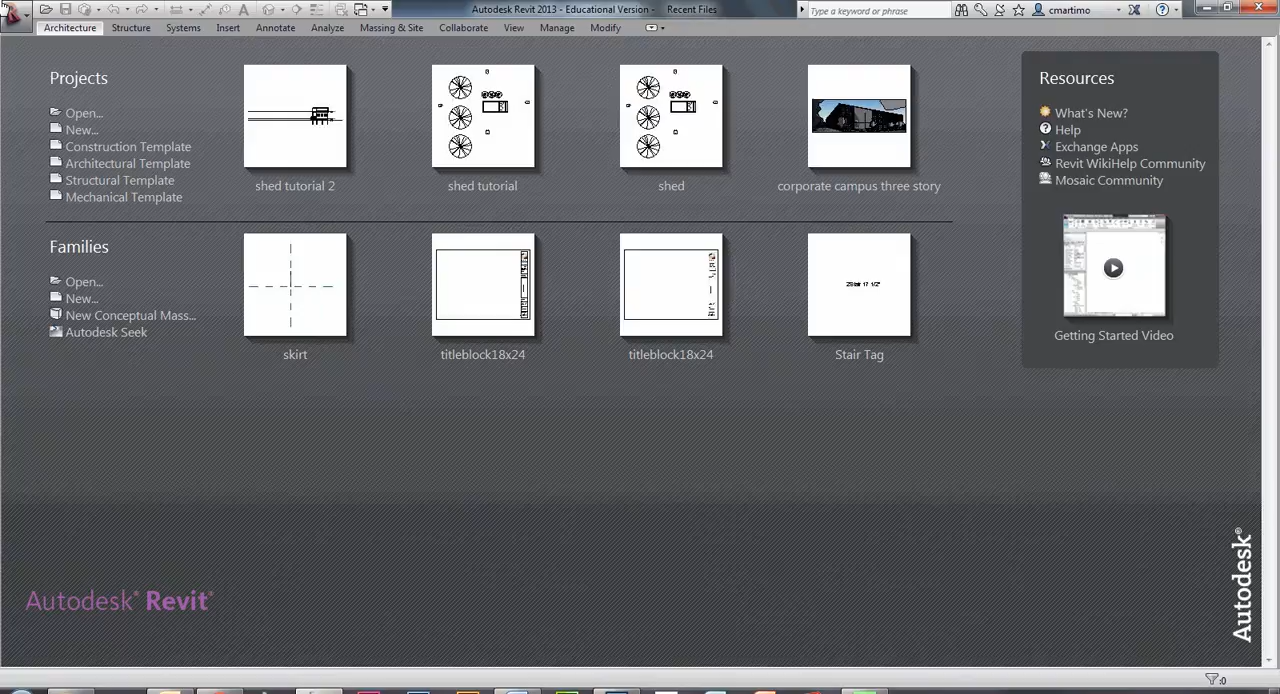 Autodesk Revit 2013 - Educational Version - Recent Files
Type a keyword or phrase
cmartimo
Architecture Structure Systems Insert Annotate Analyze Massing & Site Collaborate View Manage Modify
Projects
Open...
New...
Construction Template
Architectural Template
Structural Template
Mechanical Template
shed tutorial 2
shed tutorial
shed
corporate campus three story
Families
Open...
New...
New Conceptual Mass...
Autodesk Seek
skirt
titleblock18x24
titleblock18x24
Stair Tag
Resources
What's New?
Help
Exchange Apps
Revit WikiHelp Community
Mosaic Community
Getting Started Video
Autodesk® Revit®
Autodesk®
:0